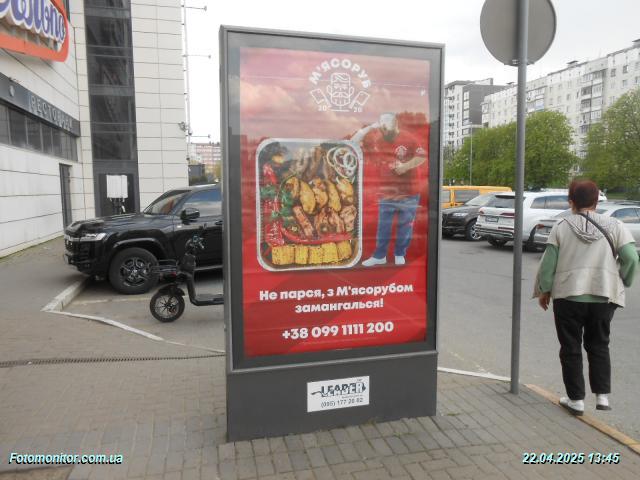 РЕСТОРАН
М'ЯСОРУБ
20 20
Не парся, з М'ясорубом
замангалься!
+38 099 1111 200
LEADER
SENDER
(095) 177 20 02
Fotomonitor.com.ua
22.04.2025 13:45